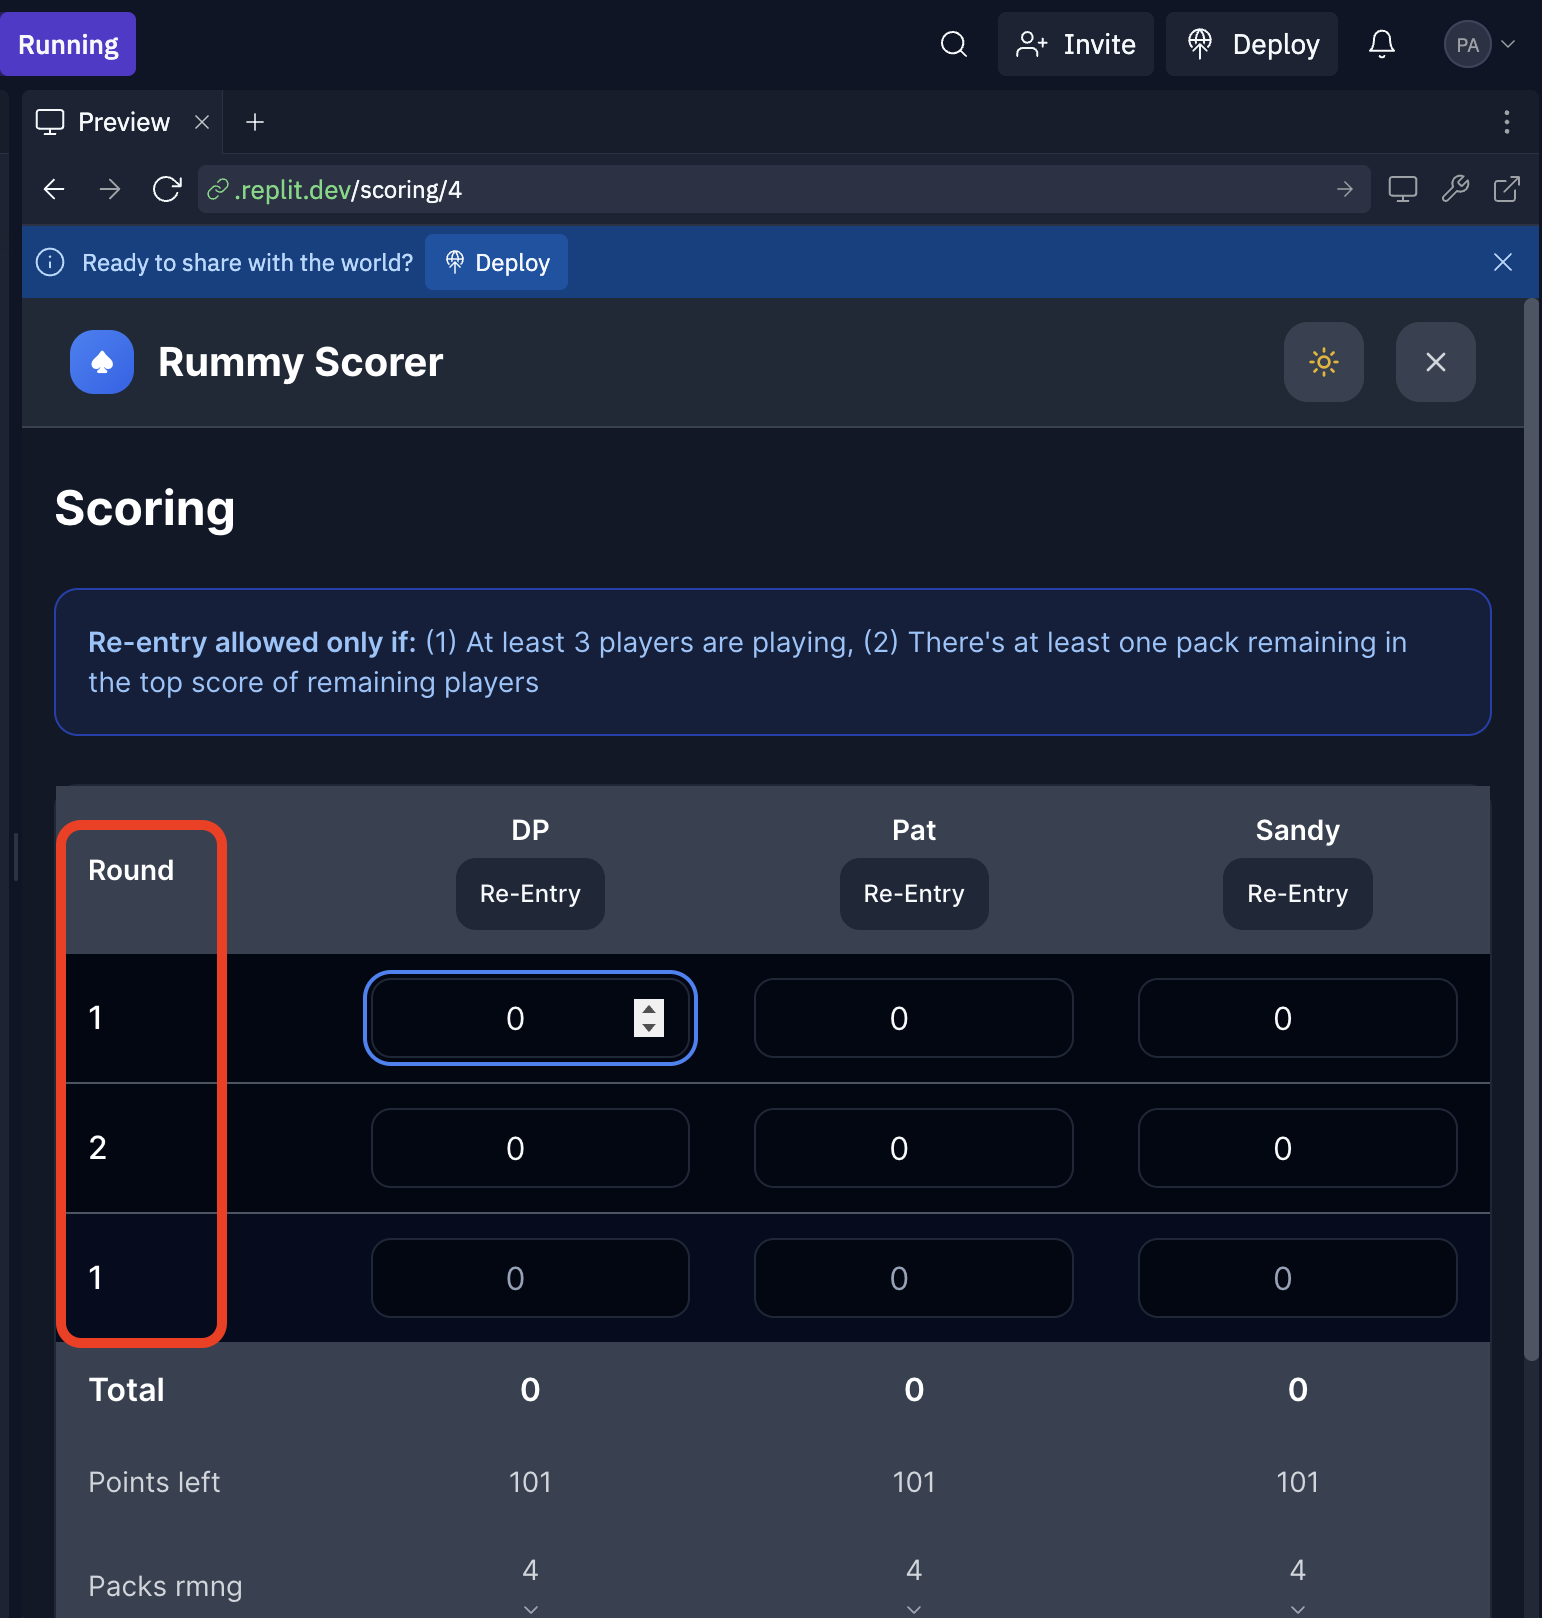 Running
Invite
Deploy
PA
Preview
.replit.dev/scoring/4
Ready to share with the world?
Deploy
Rummy Scorer
Scoring
Re-entry allowed only if: (1) At least 3 players are playing, (2) There's at least one pack remaining in
the top score of remaining players
Round DP Pat Sandy
Re-Entry Re-Entry Re-Entry
1 0 0 0
2 0 0 0
1 0 0 0
Total 0 0 0
Points left 101 101 101
Packs rmng 4 4 4